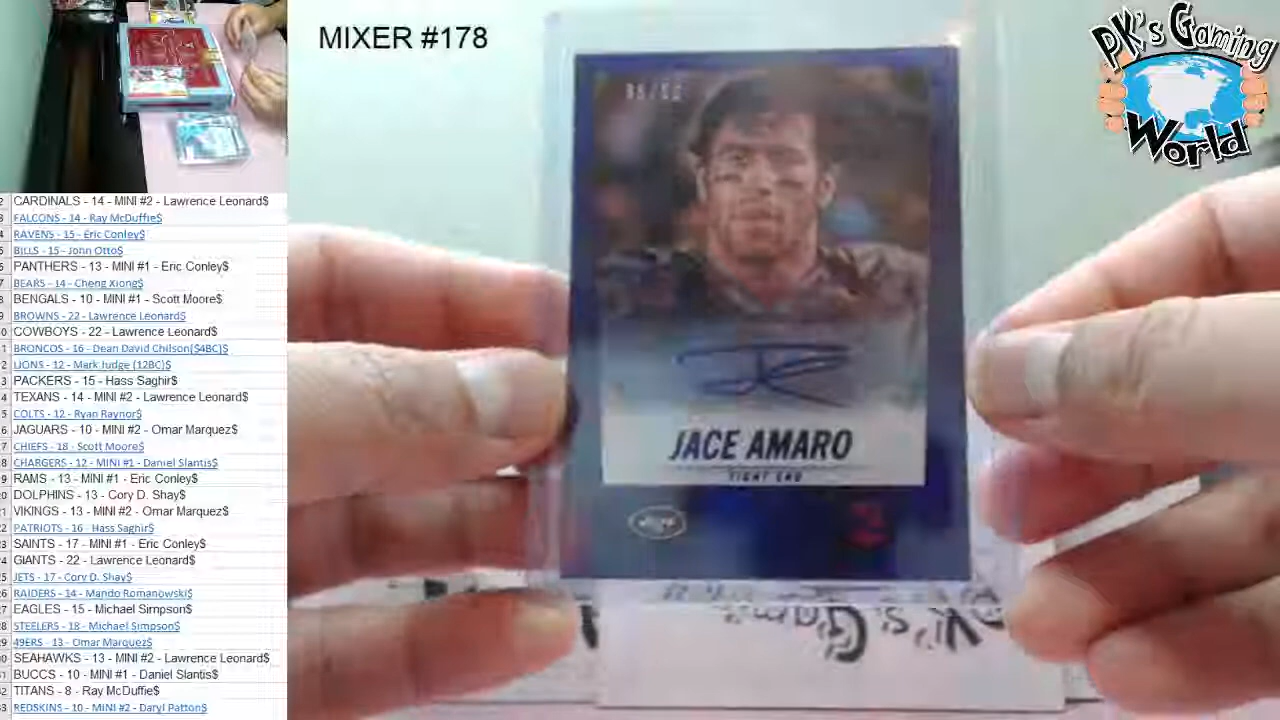 MIXER #178
PK's Gaming
World
CARDINALS - 14 - MINI #2 - Lawrence Leonard$
FALCONS - 14 - Ray McDuffie$
RAVENS - 15 - Eric Conley$
BILLS - 15 - John Otto$
PANTHERS - 13 - MINI #1 - Eric Conley$
BEARS - 14 - Cheng Xiong$
BENGALS - 10 - MINI #1 - Scott Moore$
BROWNS - 22 - Lawrence Leonard$
COWBOYS - 22 - Lawrence Leonard$
BRONCOS - 16 - Dean David Chilson($4BC)$
LIONS - 12 - Mark Judge (12BC)$
PACKERS - 15 - Hass Saghir$
TEXANS - 14 - MINI #2 - Lawrence Leonard$
COLTS - 12 - Ryan Raynor$
JAGUARS - 10 - MINI #2 - Omar Marquez$
CHIEFS - 18 - Scott Moore$
CHARGERS - 12 - MINI #1 - Daniel Slantis$
RAMS - 13 - MINI #1 - Eric Conley$
DOLPHINS - 13 - Cory D. Shay$
VIKINGS - 13 - MINI #2 - Omar Marquez$
PATRIOTS - 16 - Hass Saghir$
SAINTS - 17 - MINI #1 - Eric Conley$
GIANTS - 22 - Lawrence Leonard$
JETS - 17 - Cory D. Shay$
RAIDERS - 14 - Mando Romanowski$
EAGLES - 15 - Michael Simpson$
STEELERS - 18 - Michael Simpson$
49ERS - 13 - Omar Marquez$
SEAHAWKS - 13 - MINI #2 - Lawrence Leonard$
BUCCS - 10 - MINI #1 - Daniel Slantis$
TITANS - 8 - Ray McDuffie$
REDSKINS - 10 - MINI #2 - Daryl Patton$
JACE AMARO
TIGHT END